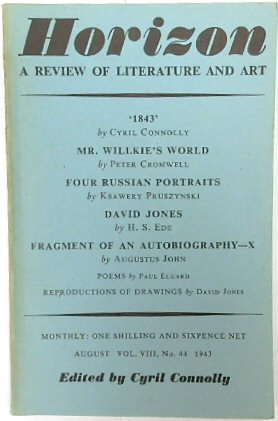 Horizon
A REVIEW OF LITERATURE AND ART
'1843'
by CYRIL CONNOLLY
MR. WILLKIE'S WORLD
by PETER CROMWELL
FOUR RUSSIAN PORTRAITS
by KSAWERY PRUSZYNSKI
DAVID JONES
by H. S. EDE
FRAGMENT OF AN AUTOBIOGRAPHY—X
by AUGUSTUS JOHN
POEMS by PAUL ELUARD
REPRODUCTIONS OF DRAWINGS by DAVID JONES
MONTHLY: ONE SHILLING AND SIXPENCE NET
AUGUST VOL. VIII, No. 44 1943
Edited by Cyril Connolly